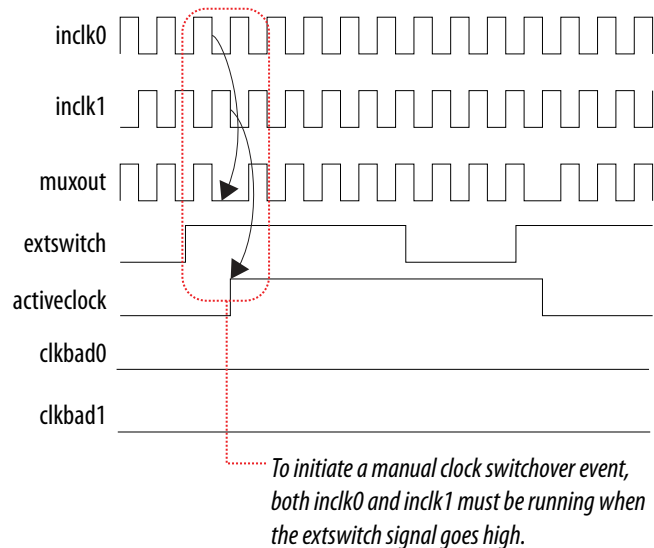 inclk0
inclk1
muxout
extswitch
activeclock
clkbad0
clkbad1
To initiate a manual clock switchover event,
both inclk0 and inclk1 must be running when
the extswitch signal goes high.